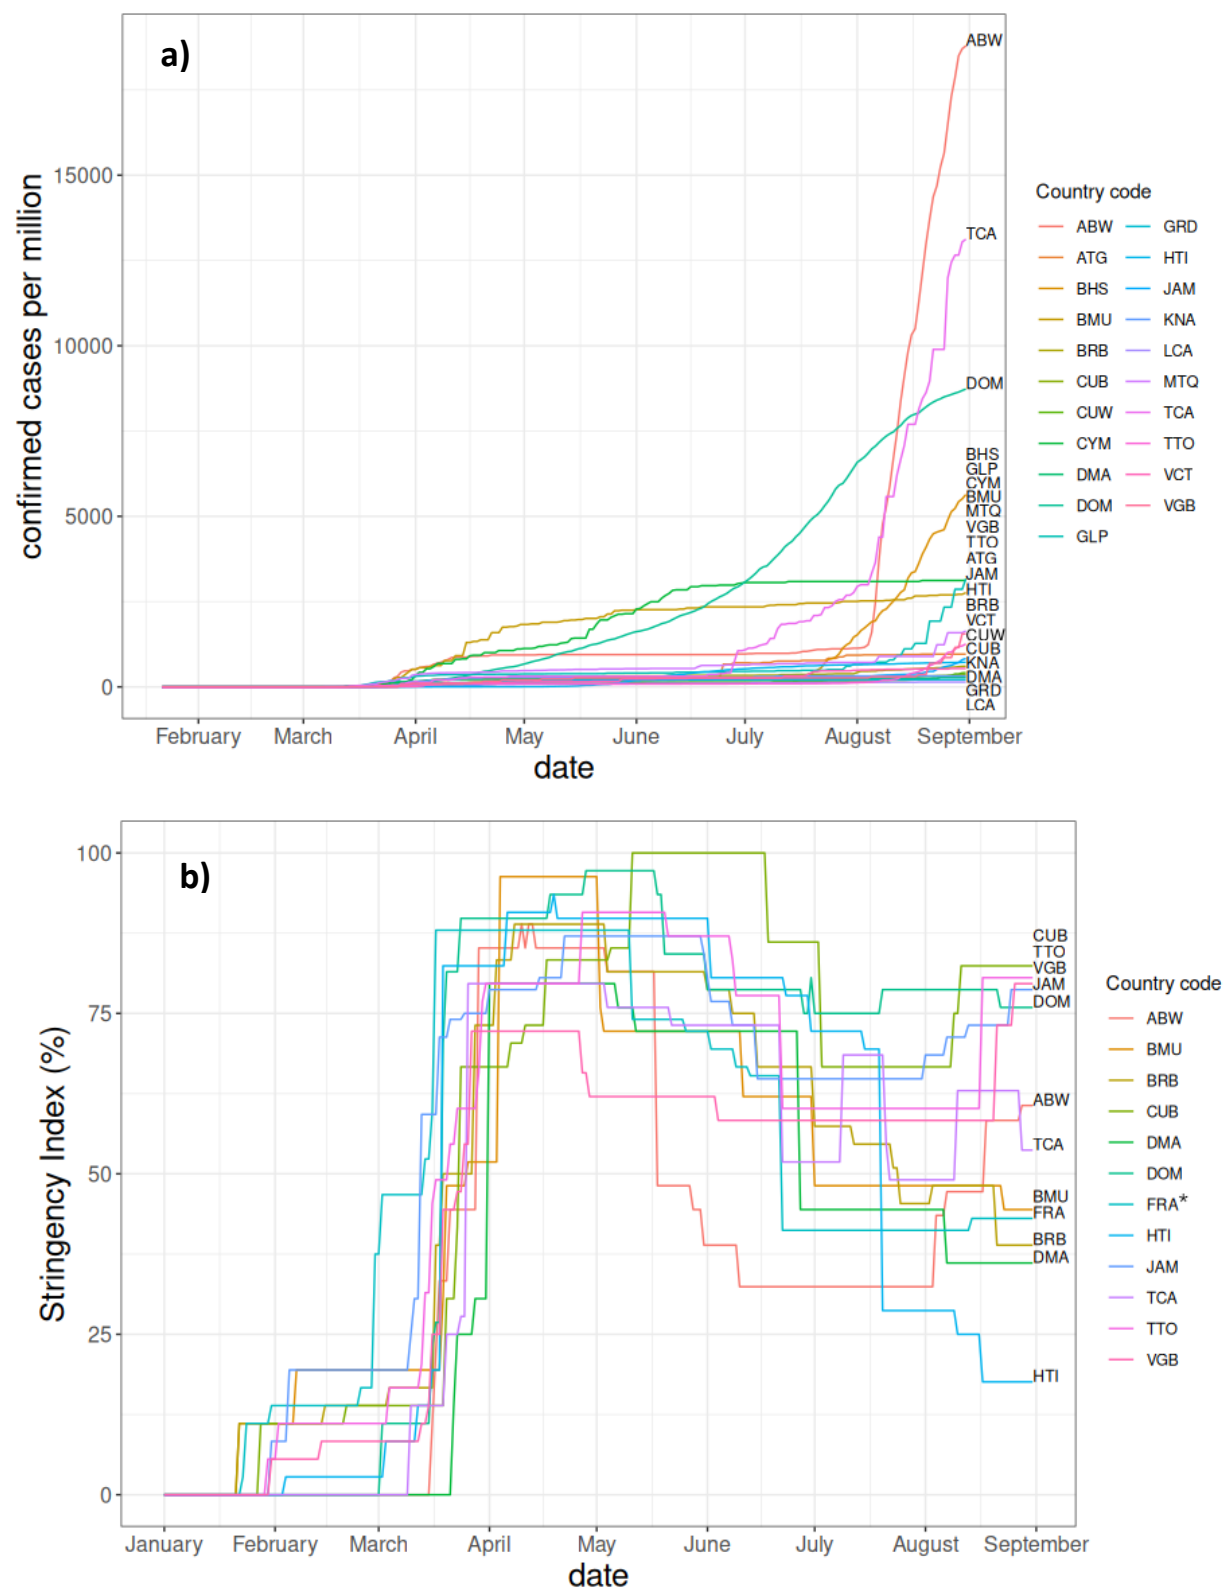 a)
confirmed cases per million
15000
10000
5000
0
February March April May June July August September
date
ABW
TCA
DOM
BHS
GLP
CYM
BMU
MTQ
VGB
TTO
ATG
JAM
HTI
BRB
VCT
CUW
CUB
KNA
DMA
GRD
LCA
Country code
ABW GRD
ATG HTI
BHS JAM
BMU KNA
BRB LCA
CUB MTQ
CUW TCA
CYM TTO
DMA VCT
DOM VGB
GLP
b)
Stringency Index (%)
100
75
50
25
0
January February March April May June July August September
date
CUB
TTO
VGB
JAM
DOM
ABW
TCA
BMU
FRA
BRB
DMA
HTI
Country code
ABW
BMU
BRB
CUB
DMA
DOM
FRA*
HTI
JAM
TCA
TTO
VGB